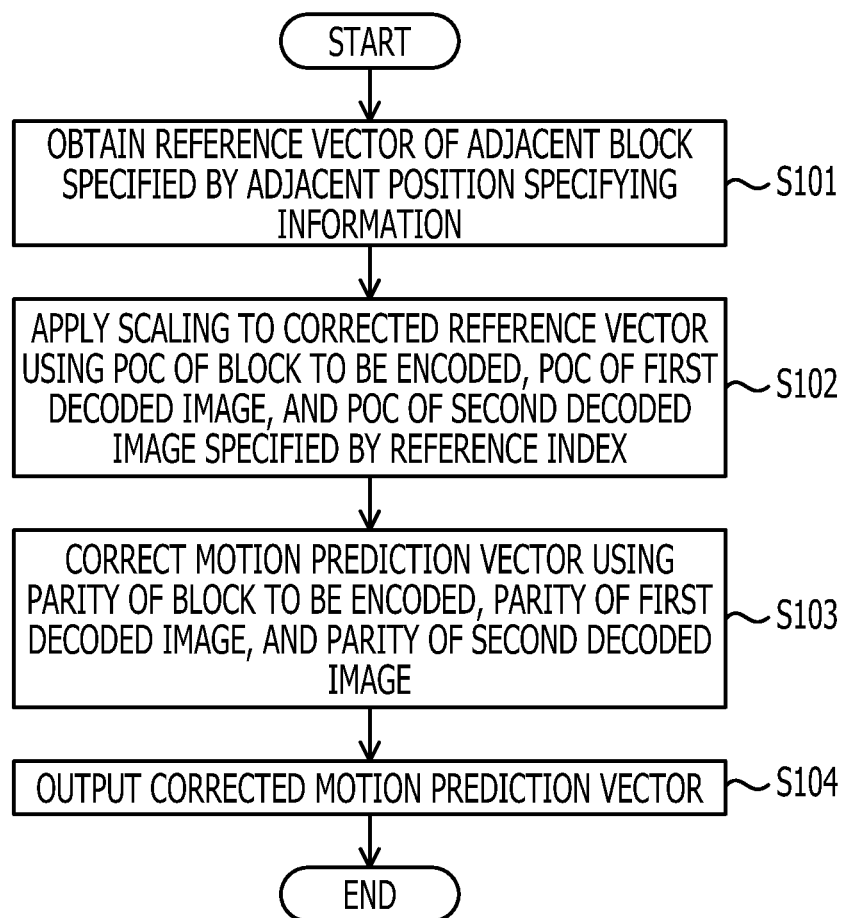 START
OBTAIN REFERENCE VECTOR OF ADJACENT BLOCK
SPECIFIED BY ADJACENT POSITION SPECIFYING
INFORMATION
S101
APPLY SCALING TO CORRECTED REFERENCE VECTOR
USING POC OF BLOCK TO BE ENCODED, POC OF FIRST
DECODED IMAGE, AND POC OF SECOND DECODED
IMAGE SPECIFIED BY REFERENCE INDEX
S102
CORRECT MOTION PREDICTION VECTOR USING
PARITY OF BLOCK TO BE ENCODED, PARITY OF FIRST
DECODED IMAGE, AND PARITY OF SECOND DECODED
IMAGE
S103
OUTPUT CORRECTED MOTION PREDICTION VECTOR
S104
END